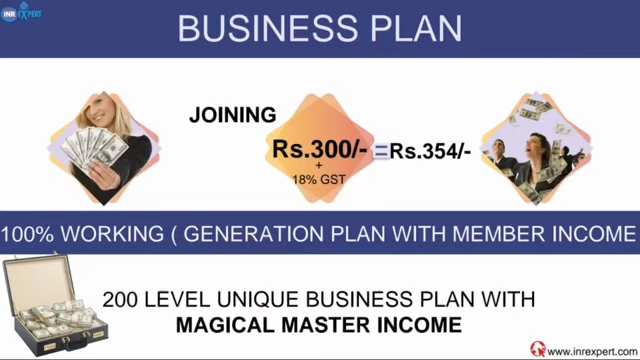 INR EXPERT
BUSINESS PLAN
JOINING
Rs.300/- = Rs.354/-
+
18% GST
100% WORKING ( GENERATION PLAN WITH MEMBER INCOME
200 LEVEL UNIQUE BUSINESS PLAN WITH
MAGICAL MASTER INCOME
www.inrexpert.com